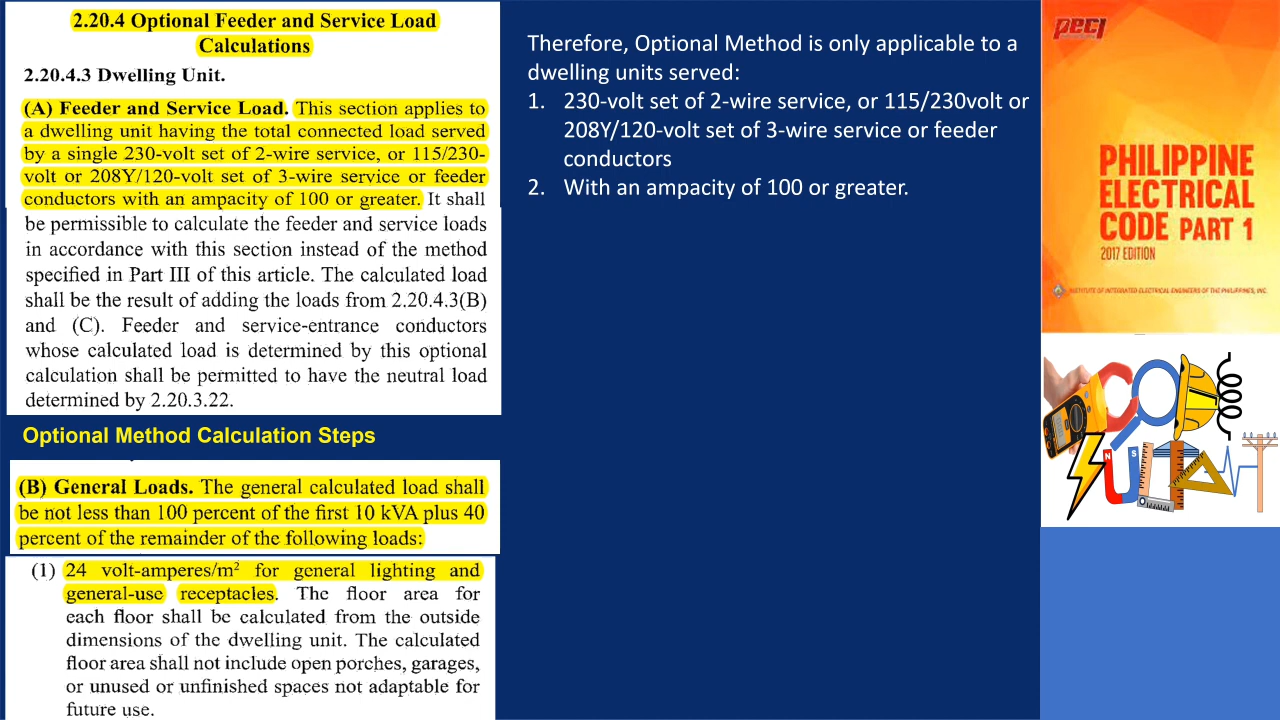 2.20.4 Optional Feeder and Service Load
Calculations
2.20.4.3 Dwelling Unit.
(A) Feeder and Service Load. This section applies to
a dwelling unit having the total connected load served
by a single 230-volt set of 2-wire service, or 115/230-
volt or 208Y/120-volt set of 3-wire service or feeder
conductors with an ampacity of 100 or greater. It shall
be permissible to calculate the feeder and service loads
in accordance with this section instead of the method
specified in Part III of this article. The calculated load
shall be the result of adding the loads from 2.20.4.3(B)
and (C). Feeder and service-entrance conductors
whose calculated load is determined by this optional
calculation shall be permitted to have the neutral load
determined by 2.20.3.22.
Optional Method Calculation Steps
(B) General Loads. The general calculated load shall
be not less than 100 percent of the first 10 kVA plus 40
percent of the remainder of the following loads:
(1) 24 volt-amperes/m² for general lighting and
general-use receptacles. The floor area for
each floor shall be calculated from the outside
dimensions of the dwelling unit. The calculated
floor area shall not include open porches, garages,
or unused or unfinished spaces not adaptable for
future use.
Therefore, Optional Method is only applicable to a
dwelling units served:
1. 230-volt set of 2-wire service, or 115/230volt or
208Y/120-volt set of 3-wire service or feeder
conductors
2. With an ampacity of 100 or greater.
pec1
PHILIPPINE
ELECTRICAL
CODE PART 1
2017 EDITION
INSTITUTE OF INTEGRATED ELECTRICAL ENGINEERS OF THE PHILIPPINES, INC.
N
S